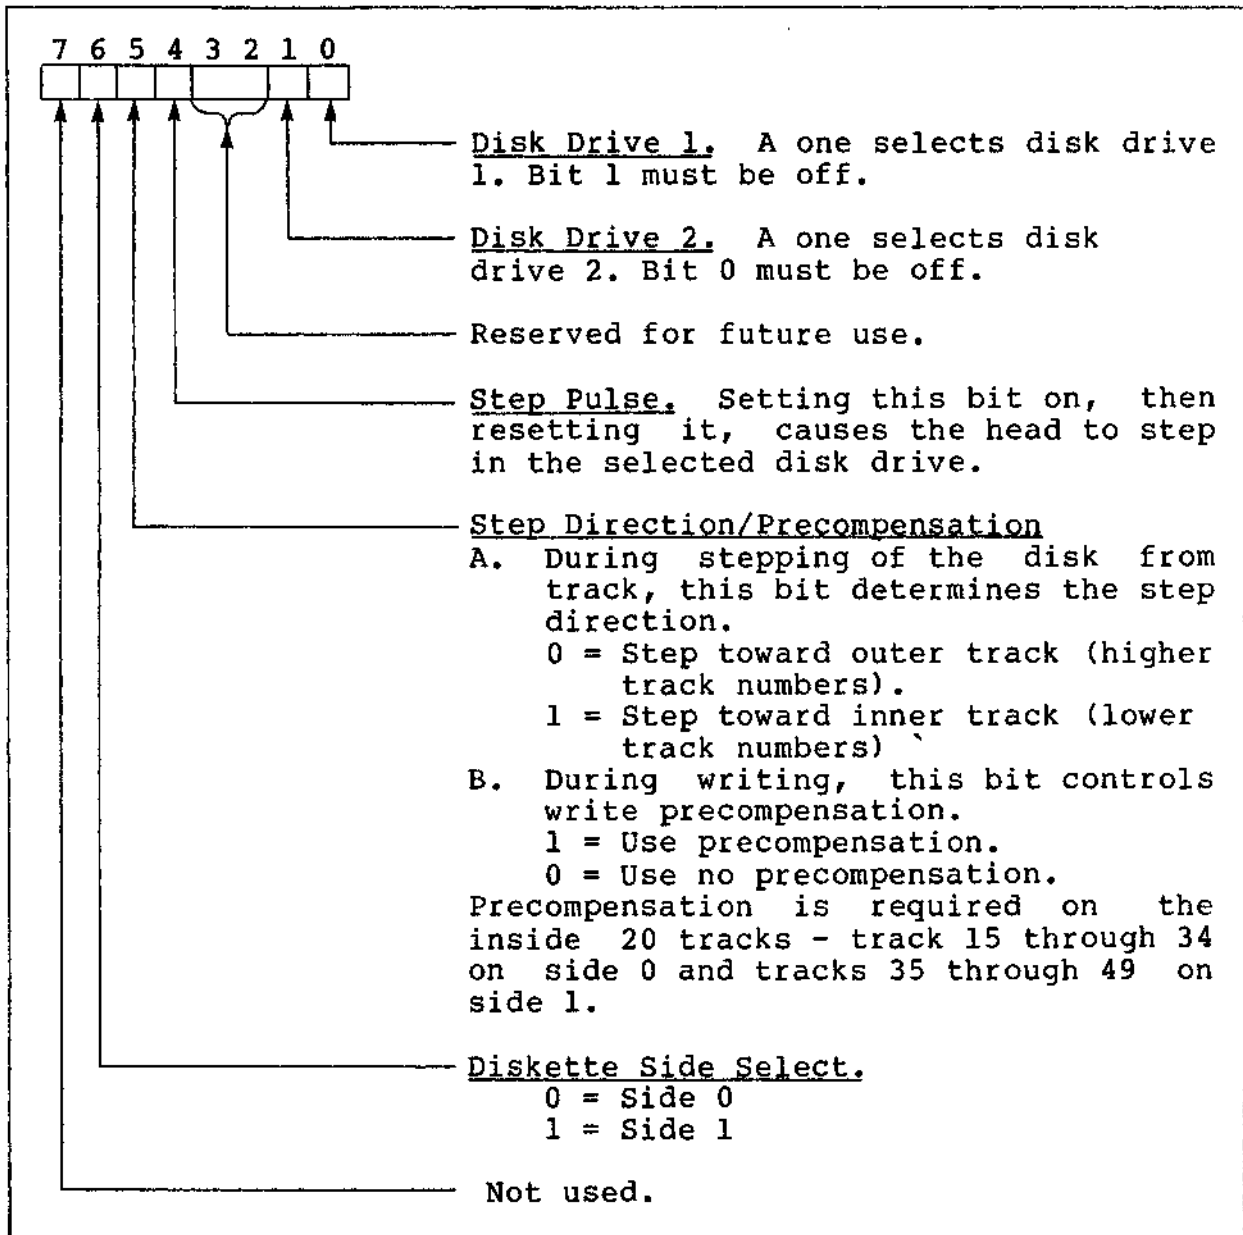 7 6 5 4 3 2 1 0
Disk Drive 1. A one selects disk drive
1. Bit 1 must be off.
Disk Drive 2. A one selects disk
drive 2. Bit 0 must be off.
Reserved for future use.
Step Pulse. Setting this bit on, then
resetting it, causes the head to step
in the selected disk drive.
Step Direction/Precompensation
A. During stepping of the disk from
track, this bit determines the step
direction.
0 = Step toward outer track (higher
track numbers).
1 = Step toward inner track (lower
track numbers)
B. During writing, this bit controls
write precompensation.
1 = Use precompensation.
0 = Use no precompensation.
Precompensation is required on the
inside 20 tracks - track 15 through 34
on side 0 and tracks 35 through 49 on
side 1.
Diskette Side Select.
0 = Side 0
1 = Side 1
Not used.